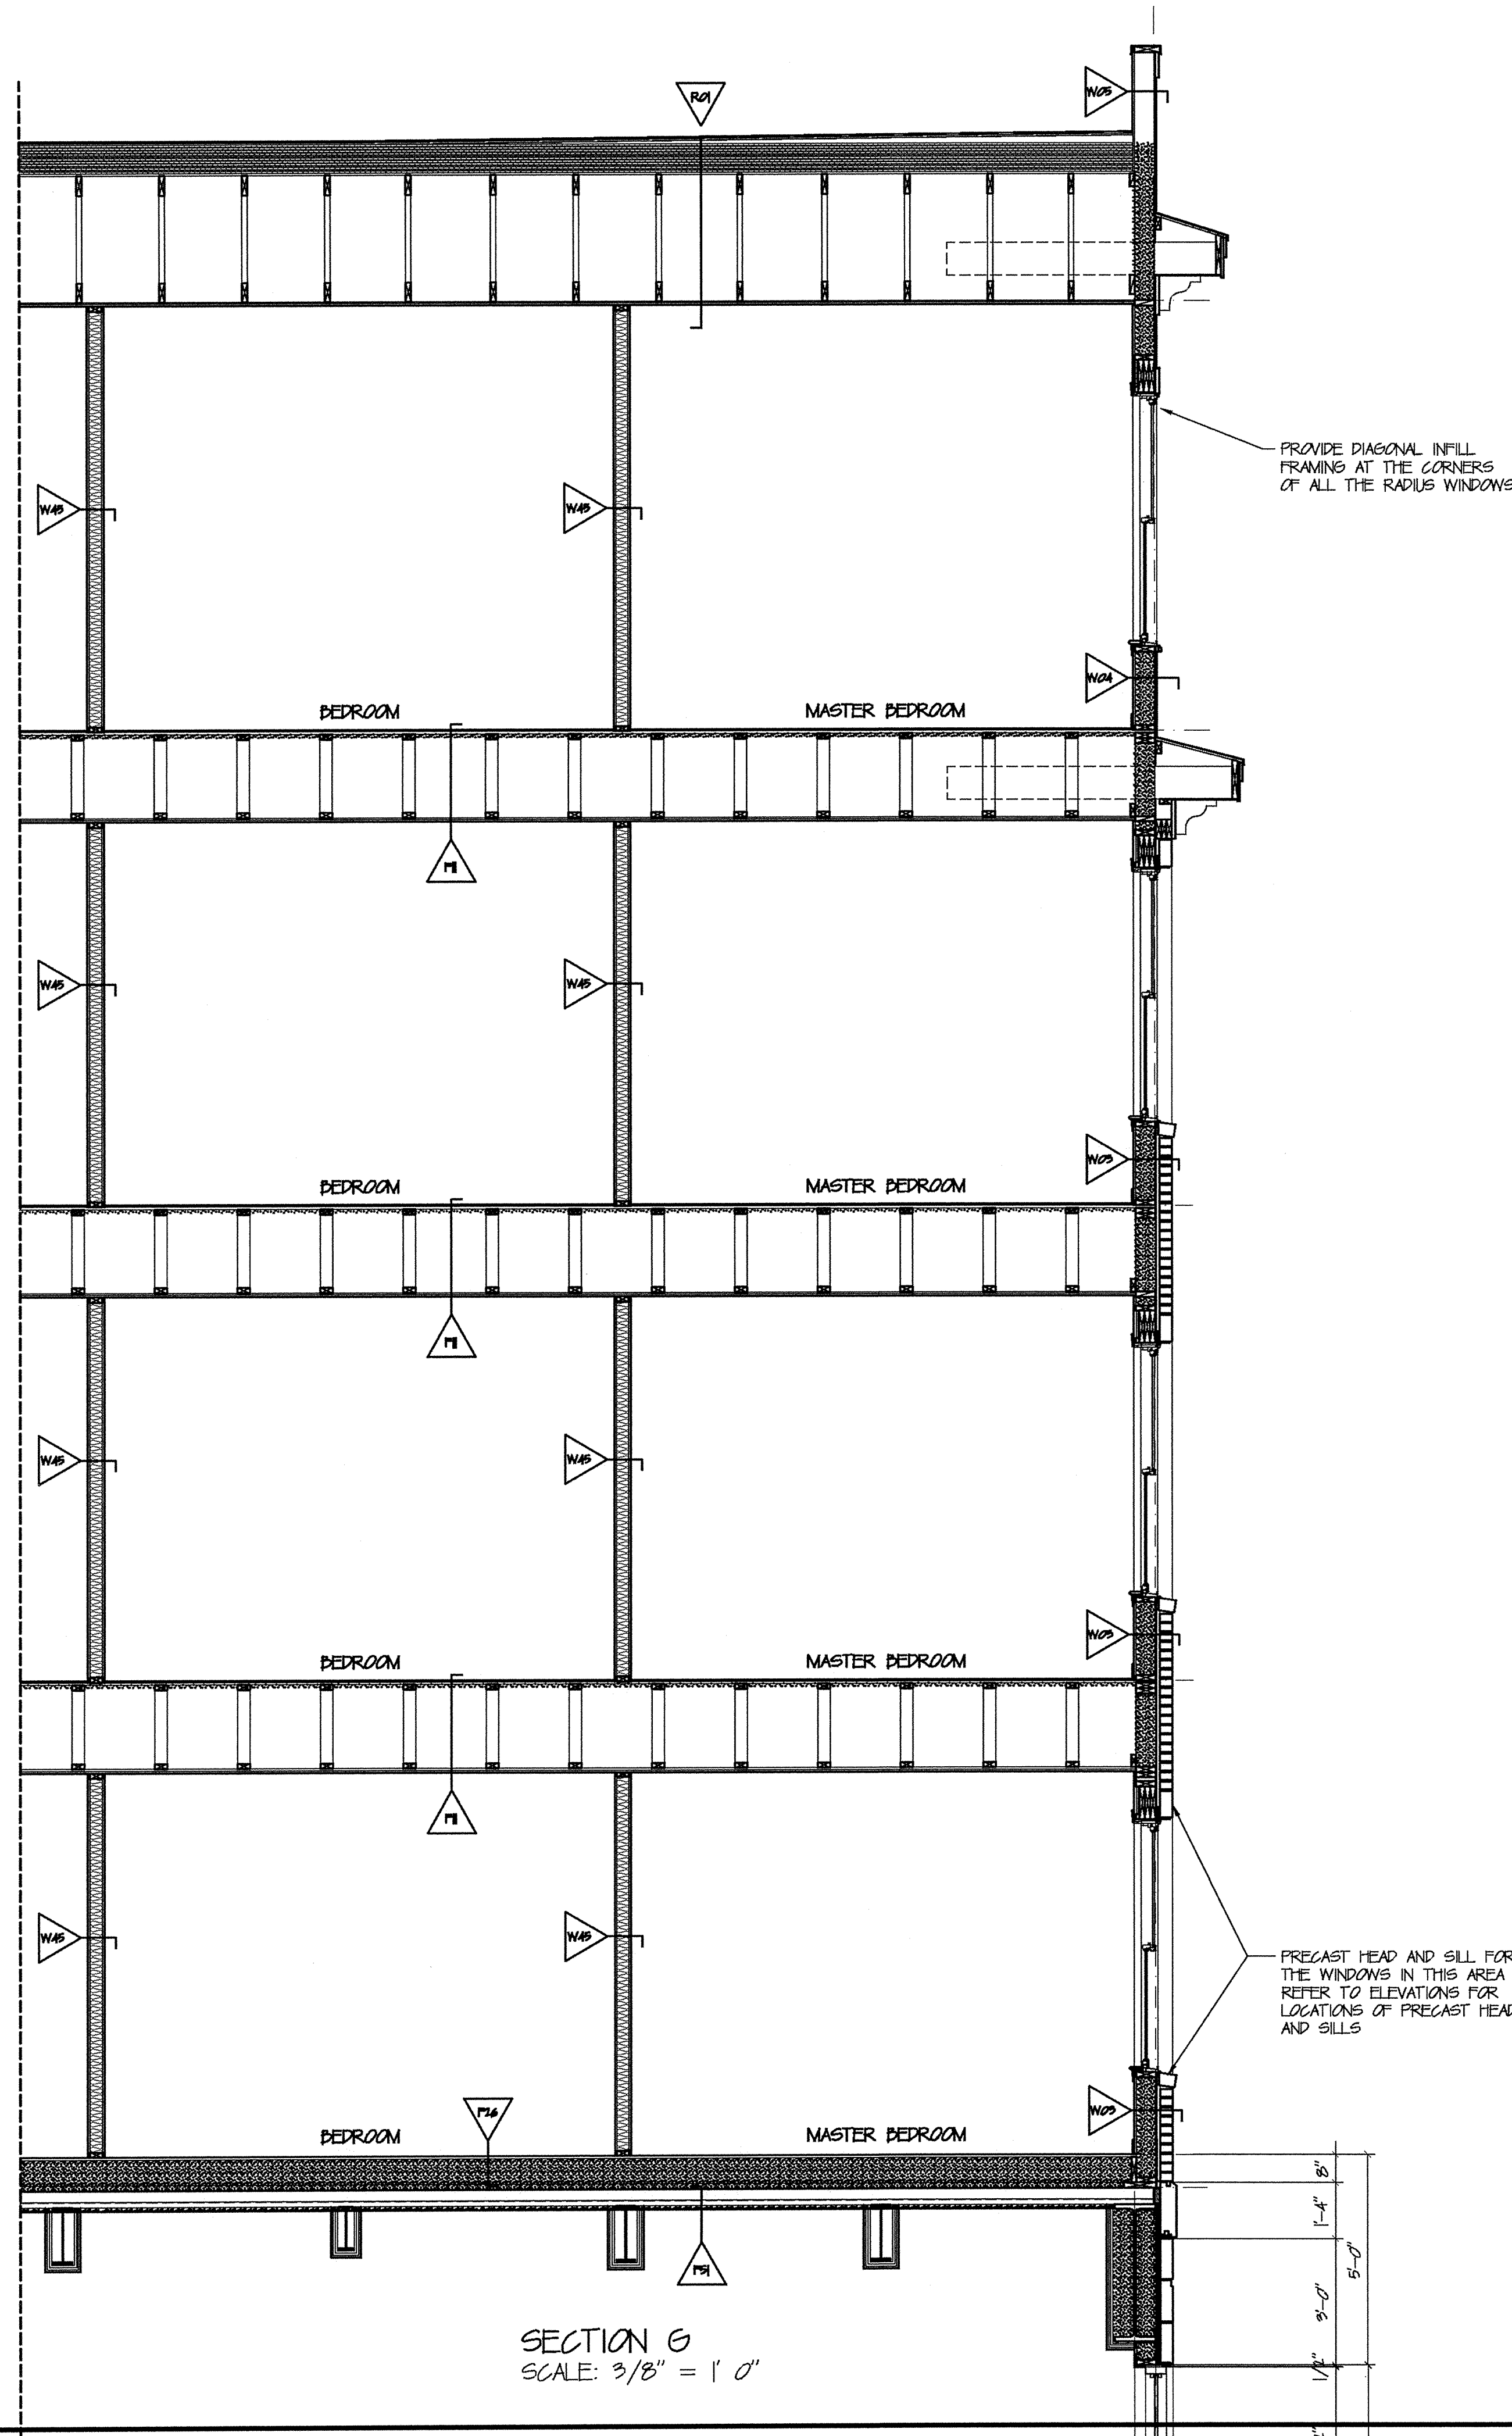 R01
W05
PROVIDE DIAGONAL INFILL
FRAMING AT THE CORNERS
OF ALL THE RADIUS WINDOWS
W45
W45
W04
BEDROOM
MASTER BEDROOM
F11
W45
W45
W03
BEDROOM
MASTER BEDROOM
F11
W45
W45
W03
BEDROOM
MASTER BEDROOM
F11
W45
W45
PRECAST HEAD AND SILL FOR
THE WINDOWS IN THIS AREA
REFER TO ELEVATIONS FOR
LOCATIONS OF PRECAST HEAD
AND SILLS
F26
W03
BEDROOM
MASTER BEDROOM
8"
1'-4"
5'-0"
3'-0"
1/2"
F51
SECTION G
SCALE: 3/8" = 1' 0"